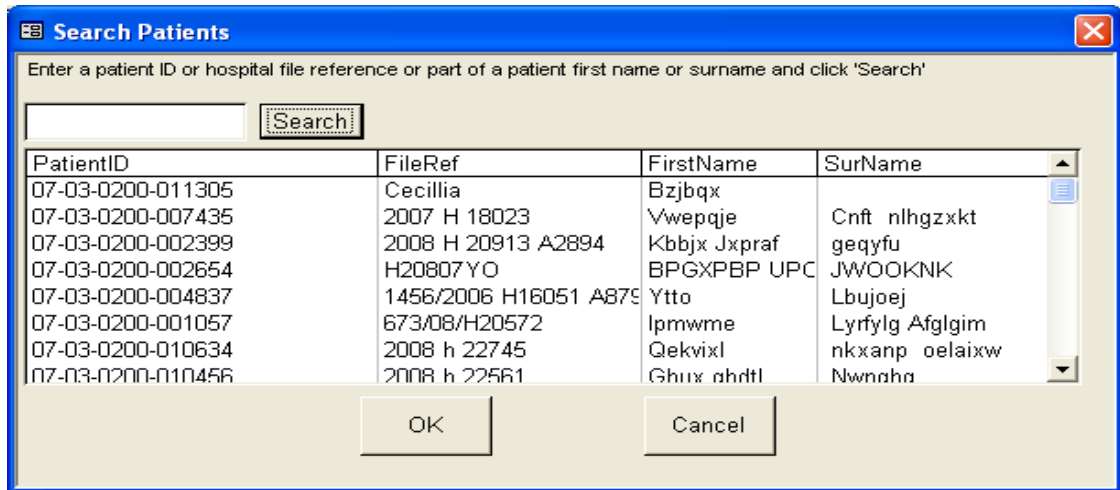 Search Patients
Enter a patient ID or hospital file reference or part of a patient first name or surname and click 'Search'
Search
PatientID FileRef FirstName SurName
07-03-0200-011305 Cecillia Bzjbqx
07-03-0200-007435 2007 H 18023 Vwepqje Cnft nlhgzxkt
07-03-0200-002399 2008 H 20913 A2894 Kbbjx Jxpraf geqyfu
07-03-0200-002654 H20807YO BPGXPBP UPC JWOOKNK
07-03-0200-004837 1456/2006 H16051 A879 Ytto Lbujoej
07-03-0200-001057 673/08/H20572 Ipmwme Lyrfylg Afglgim
07-03-0200-010634 2008 h 22745 Qekvixl nkxanp oelaixw
07-03-0200-010456 2008 h 22561 Ghux ghdtl Nwnghg
OK Cancel